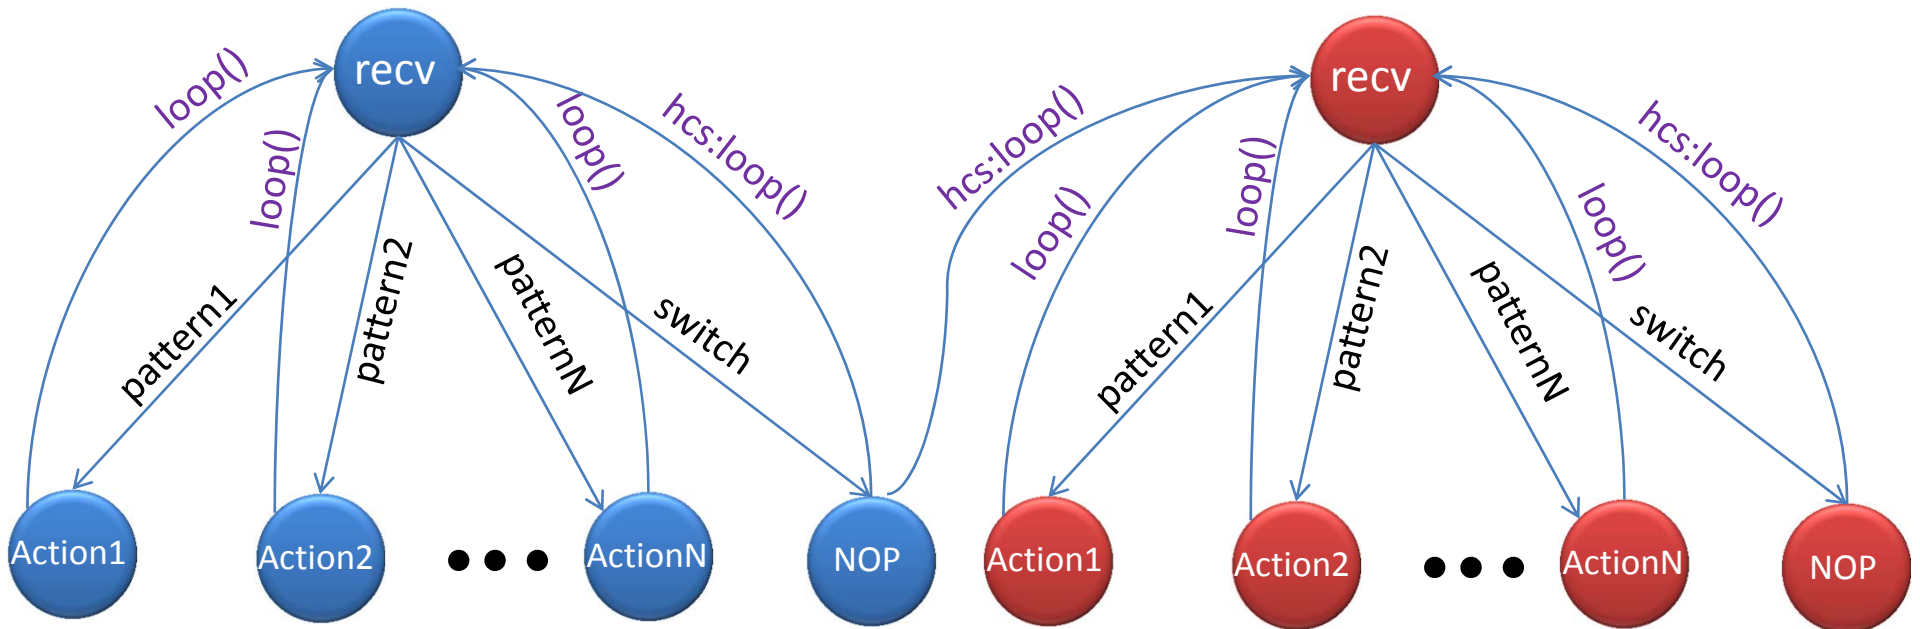 recv
loop()
loop()
loop()
hcs:loop()
pattern1
pattern2
patternN
switch
Action1
Action2
ActionN
NOP
recv
hcs:loop()
loop()
loop()
loop()
hcs:loop()
pattern1
pattern2
patternN
switch
Action1
Action2
ActionN
NOP